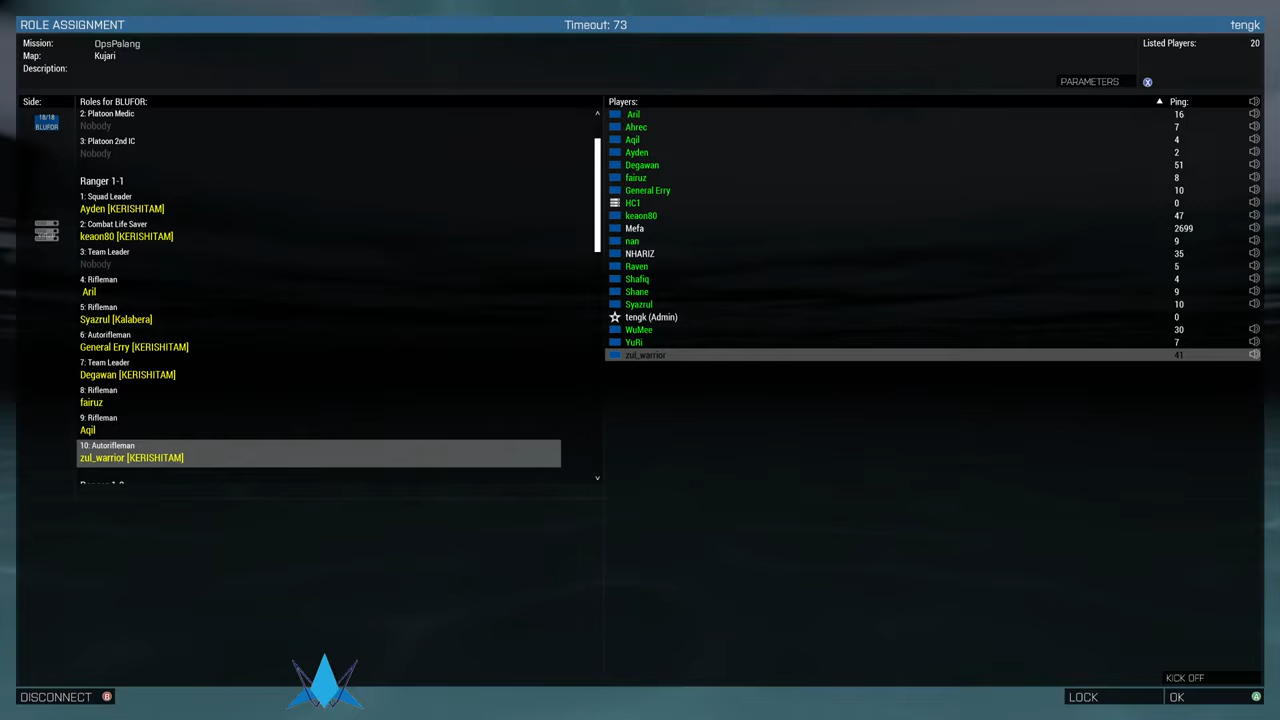 ROLE ASSIGNMENT Timeout: 73 tengk
Mission: OpsPalang Listed Players: 20
Map: Kujari
Description:
PARAMETERS X
Side: Roles for BLUFOR: Players: Ping:
18/18
BLUFOR
2: Platoon Medic
Nobody
3: Platoon 2nd IC
Nobody
Ranger 1-1
1: Squad Leader
Ayden [KERISHITAM]
2: Combat Life Saver
keaon80 [KERISHITAM]
3: Team Leader
Nobody
4: Rifleman
Aril
5: Rifleman
Syazrul [Kalabera]
6: Autorifleman
General Erry [KERISHITAM]
7: Team Leader
Degawan [KERISHITAM]
8: Rifleman
fairuz
9: Rifleman
Aqil
10: Autorifleman
zul_warrior [KERISHITAM]
Aril 16
Ahrec 7
Aqil 4
Ayden 2
Degawan 51
fairuz 8
General Erry 10
HC1 0
keaon80 47
Mefa 2699
nan 9
NHARIZ 35
Raven 5
Shafiq 4
Shane 9
Syazrul 10
tengk (Admin) 0
WuMee 30
YuRi 7
zul_warrior 41
KICK OFF
DISCONNECT B LOCK OK A